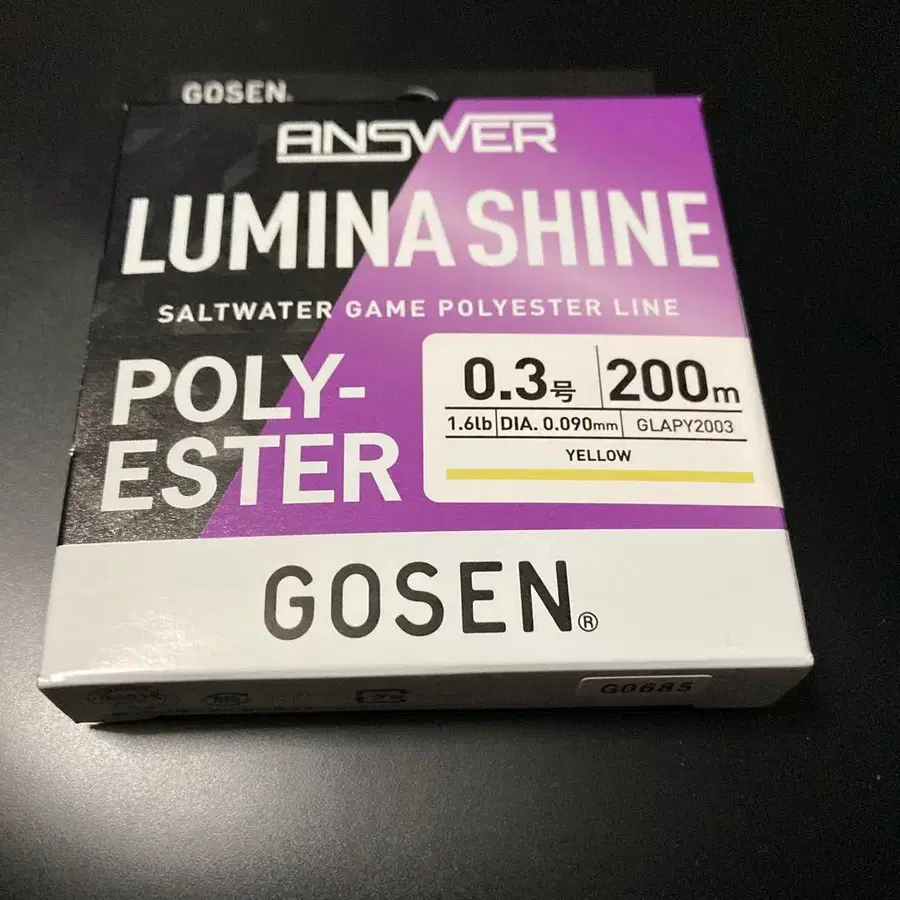 GOSEN®
ANSWER
LUMINA SHINE
SALTWATER GAME POLYESTER LINE
POLY-
ESTER
0.3号 200m
1.6lb DIA. 0.090mm GLAPY2003
YELLOW
GOSEN®
G0685